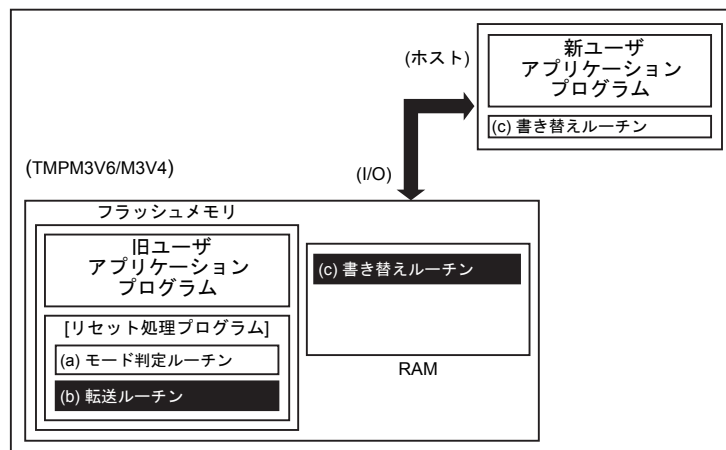 (ホスト)
新ユーザ
アプリケーション
プログラム
(c) 書き替えルーチン
(TMPM3V6/M3V4)
(I/O)
フラッシュメモリ
旧ユーザ
アプリケーション
プログラム
[リセット処理プログラム]
(a) モード判定ルーチン
(b) 転送ルーチン
(c) 書き替えルーチン
RAM